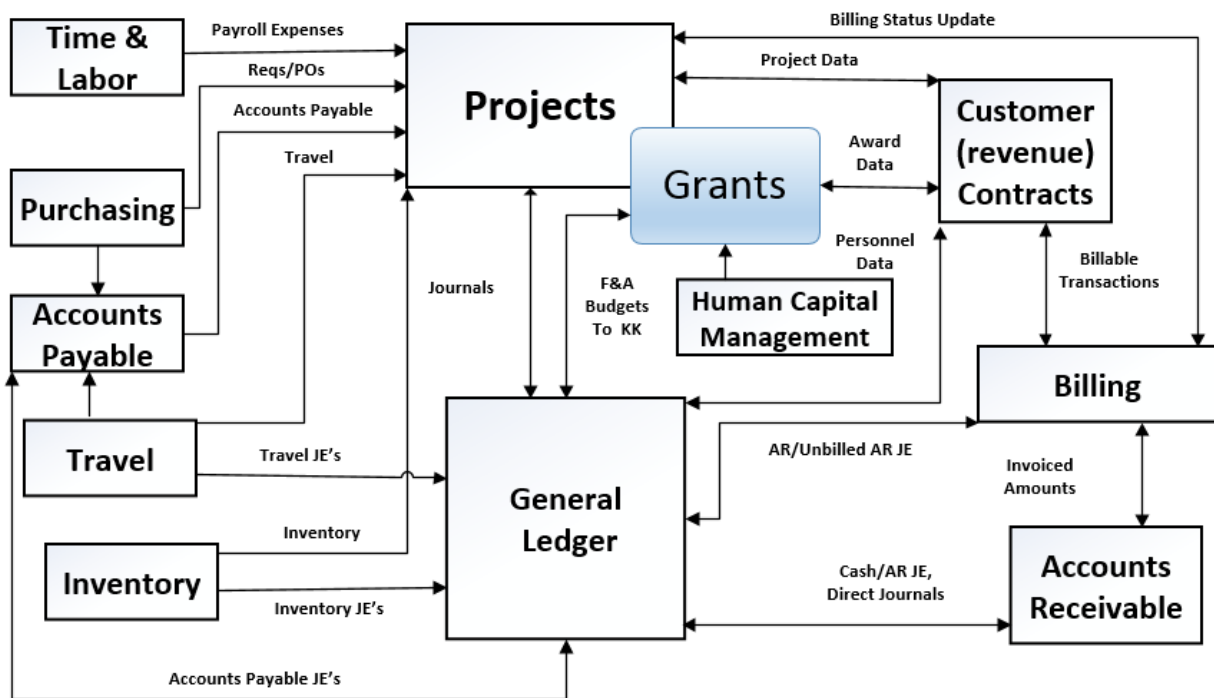 Billing Status Update
Time &
Labor
Payroll Expenses
Project Data
Reqs/POs
Projects
Customer
(revenue)
Contracts
Accounts Payable
Award
Data
Travel
Grants
Purchasing
Personnel
Data
Billable
Transactions
Journals
F&A
Budgets
To KK
Human Capital
Management
Accounts
Payable
Billing
Travel
Travel JE's
AR/Unbilled AR JE
Invoiced
Amounts
General
Ledger
Inventory
Inventory
Cash/AR JE,
Direct Journals
Accounts
Receivable
Inventory JE's
Accounts Payable JE's